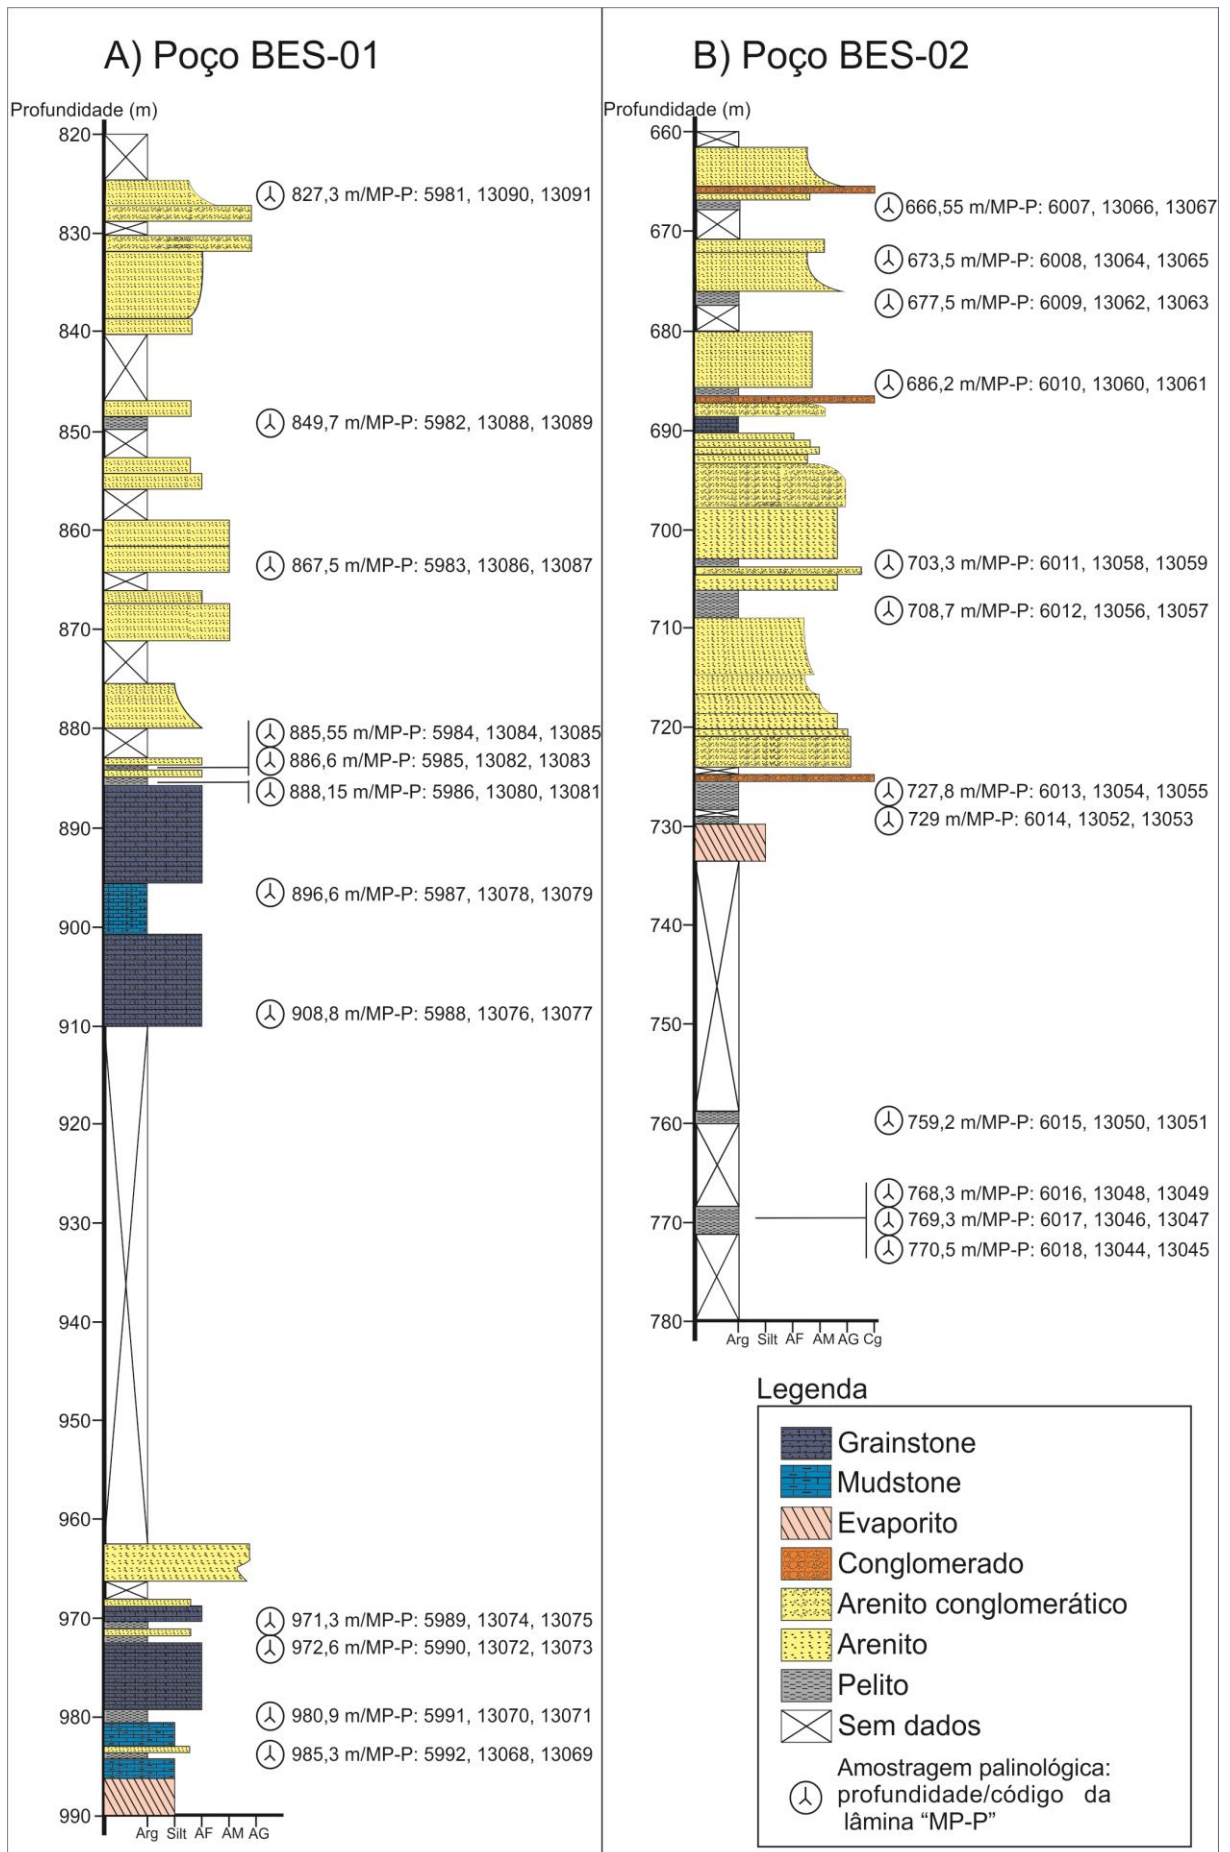 A) Poço BES-01
Profundidade (m)
820
827,3 m/MP-P: 5981, 13090, 13091
830
840
849,7 m/MP-P: 5982, 13088, 13089
850
860
867,5 m/MP-P: 5983, 13086, 13087
870
880
885,55 m/MP-P: 5984, 13084, 13085
886,6 m/MP-P: 5985, 13082, 13083
888,15 m/MP-P: 5986, 13080, 13081
890
896,6 m/MP-P: 5987, 13078, 13079
900
908,8 m/MP-P: 5988, 13076, 13077
910
920
930
940
950
960
970
971,3 m/MP-P: 5989, 13074, 13075
972,6 m/MP-P: 5990, 13072, 13073
980
980,9 m/MP-P: 5991, 13070, 13071
985,3 m/MP-P: 5992, 13068, 13069
990
Arg Silt AF AM AG
B) Poço BES-02
Profundidade (m)
660
666,55 m/MP-P: 6007, 13066, 13067
670
673,5 m/MP-P: 6008, 13064, 13065
677,5 m/MP-P: 6009, 13062, 13063
680
686,2 m/MP-P: 6010, 13060, 13061
690
700
703,3 m/MP-P: 6011, 13058, 13059
708,7 m/MP-P: 6012, 13056, 13057
710
720
727,8 m/MP-P: 6013, 13054, 13055
729 m/MP-P: 6014, 13052, 13053
730
740
750
759,2 m/MP-P: 6015, 13050, 13051
760
768,3 m/MP-P: 6016, 13048, 13049
769,3 m/MP-P: 6017, 13046, 13047
770
770,5 m/MP-P: 6018, 13044, 13045
780
Arg Silt AF AM AG Cg
Legenda
Grainstone
Mudstone
Evaporito
Conglomerado
Arenito conglomerático
Arenito
Pelito
Sem dados
Amostragem palinológica:
profundidade/código da
lâmina “MP-P”